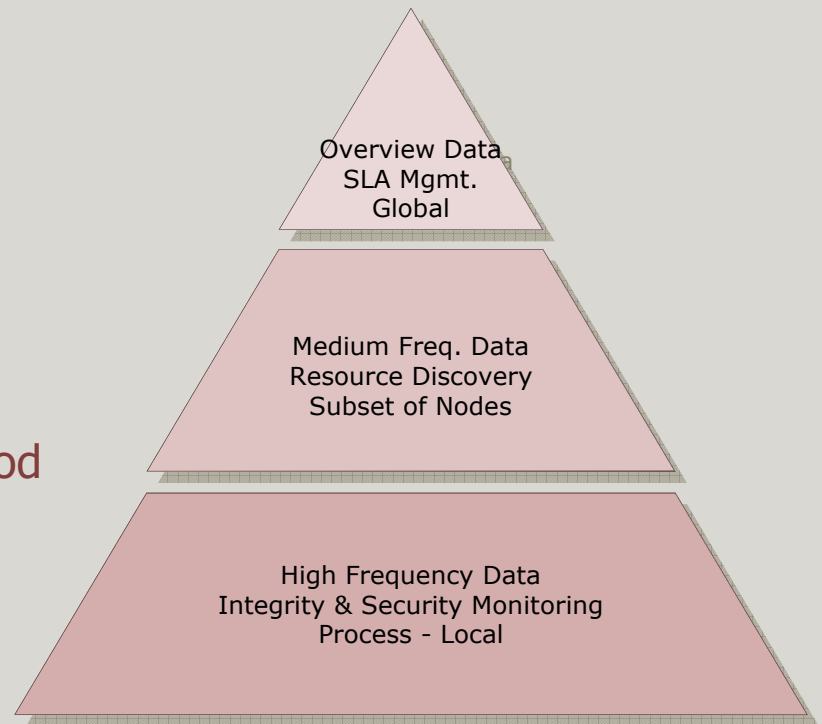 Overview Data
SLA Mgmt.
Global
Medium Freq. Data
Resource Discovery
Subset of Nodes
High Frequency Data
Integrity & Security Monitoring
Process - Local